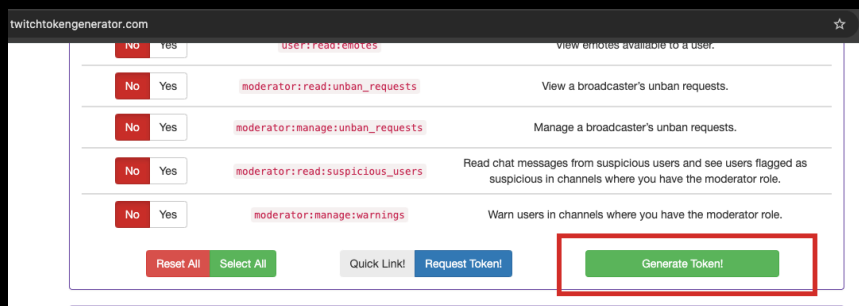 twitchtokengenerator.com
No Yes user:read:emotes View emotes available to a user.
No Yes moderator:read:unban_requests View a broadcaster's unban requests.
No Yes moderator:manage:unban_requests Manage a broadcaster's unban requests.
No Yes moderator:read:suspicious_users Read chat messages from suspicious users and see users flagged as
suspicious in channels where you have the moderator role.
No Yes moderator:manage:warnings Warn users in channels where you have the moderator role.
Reset All Select All Quick Link! Request Token! Generate Token!